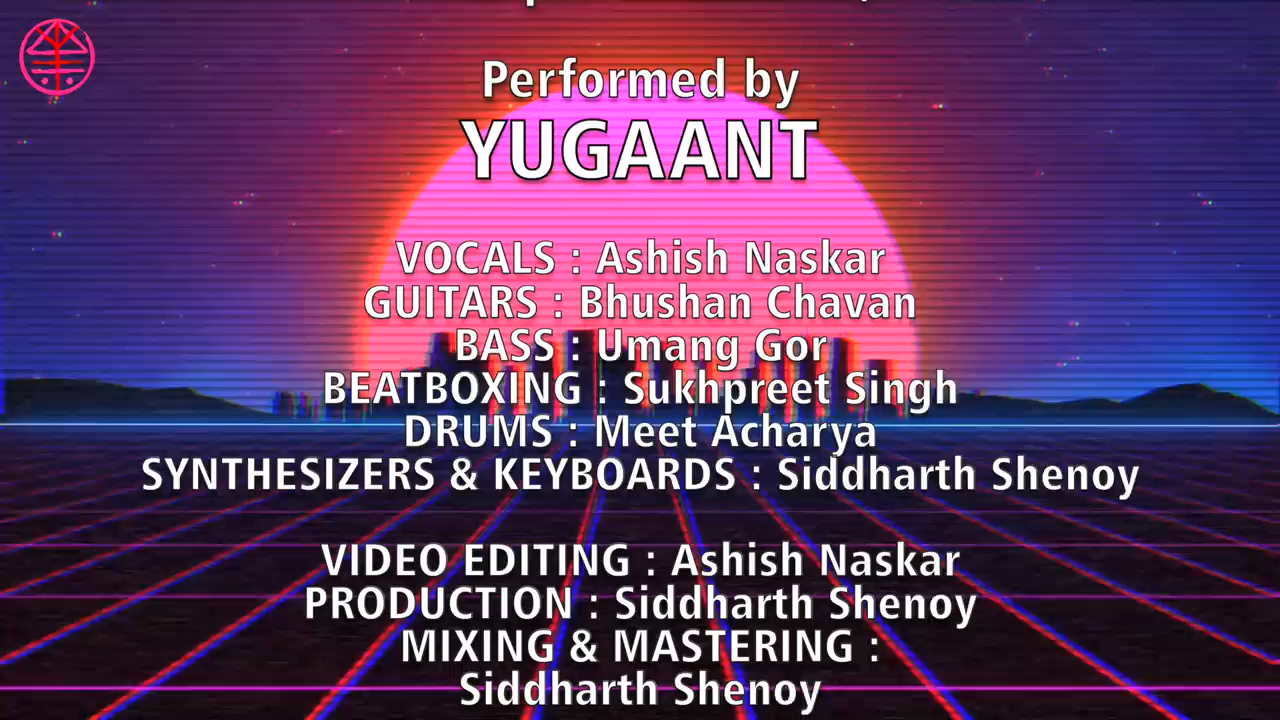 Performed by
YUGAANT
VOCALS : Ashish Naskar
GUITARS : Bhushan Chavan
BASS : Umang Gor
BEATBOXING : Sukhpreet Singh
DRUMS : Meet Acharya
SYNTHESIZERS & KEYBOARDS : Siddharth Shenoy
VIDEO EDITING : Ashish Naskar
PRODUCTION : Siddharth Shenoy
MIXING & MASTERING :
Siddharth Shenoy